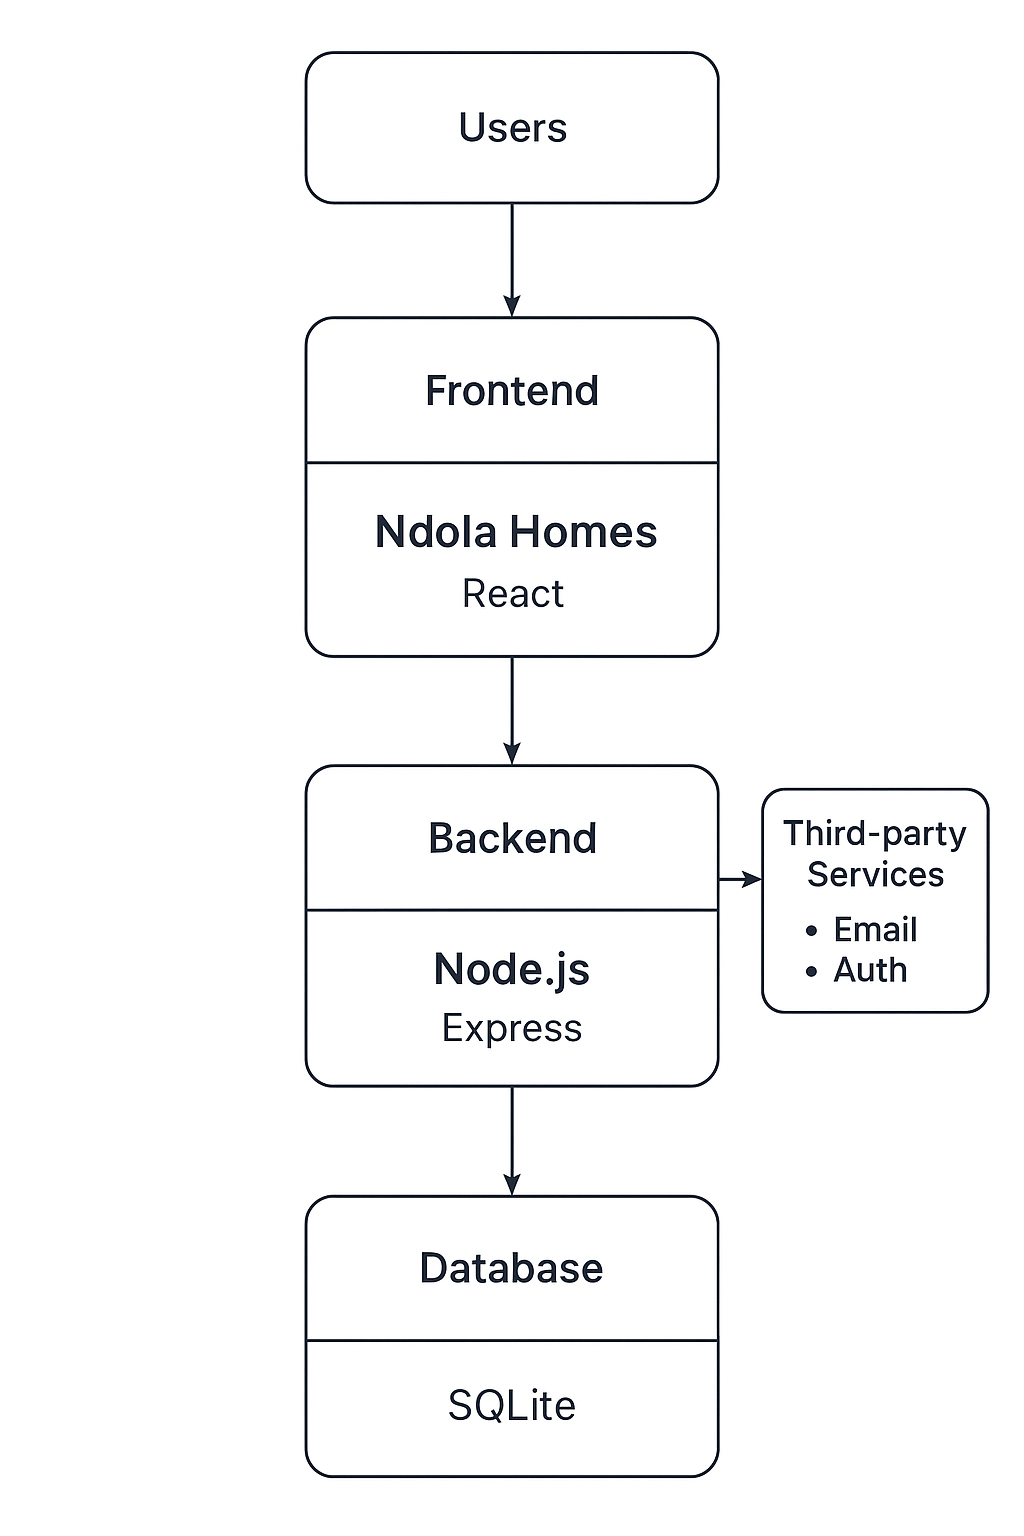 Users
Frontend
Ndola Homes
React
Backend
Node.js
Express
Third-party
Services
• Email
• Auth
Database
SQLite